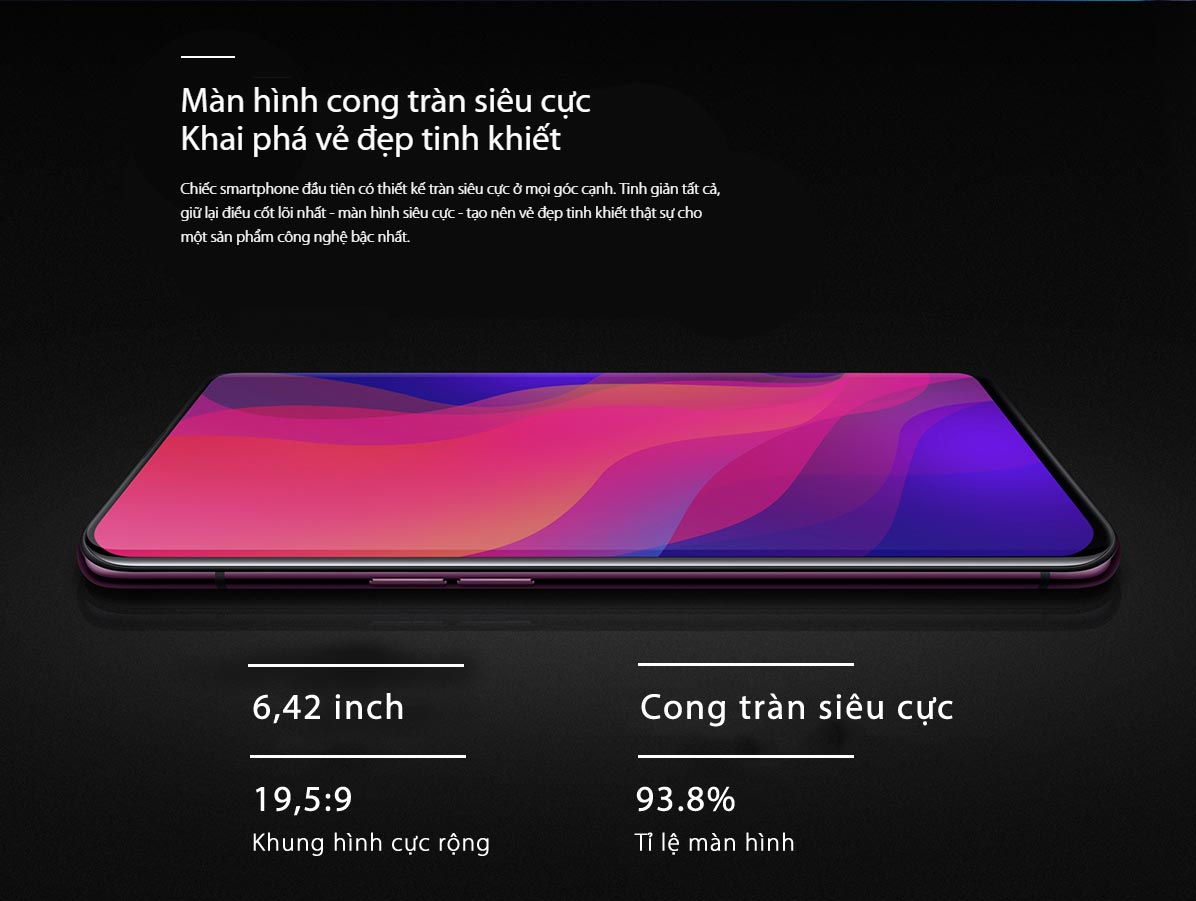 Màn hình cong tràn siêu cực
Khai phá vẻ đẹp tinh khiết
Chiếc smartphone đầu tiên có thiết kế tràn siêu cực ở mọi góc cạnh. Tinh giản tất cả,
giữ lại điều cốt lõi nhất - màn hình siêu cực - tạo nên vẻ đẹp tinh khiết thật sự cho
một sản phẩm công nghệ bậc nhất.
6,42 inch
Cong tràn siêu cực
19,5:9
Khung hình cực rộng
93.8%
Tỉ lệ màn hình